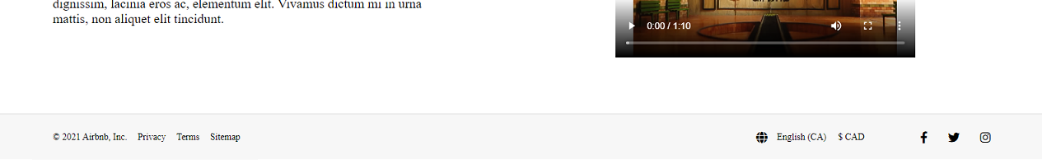 dignissim, lacinia eros ac, elementum elit. Vivamus dictum mi in urna
mattis, non aliquet elit tincidunt.
0:00 / 1:10
© 2021 Airbnb, Inc. Privacy Terms Sitemap
English (CA) $ CAD